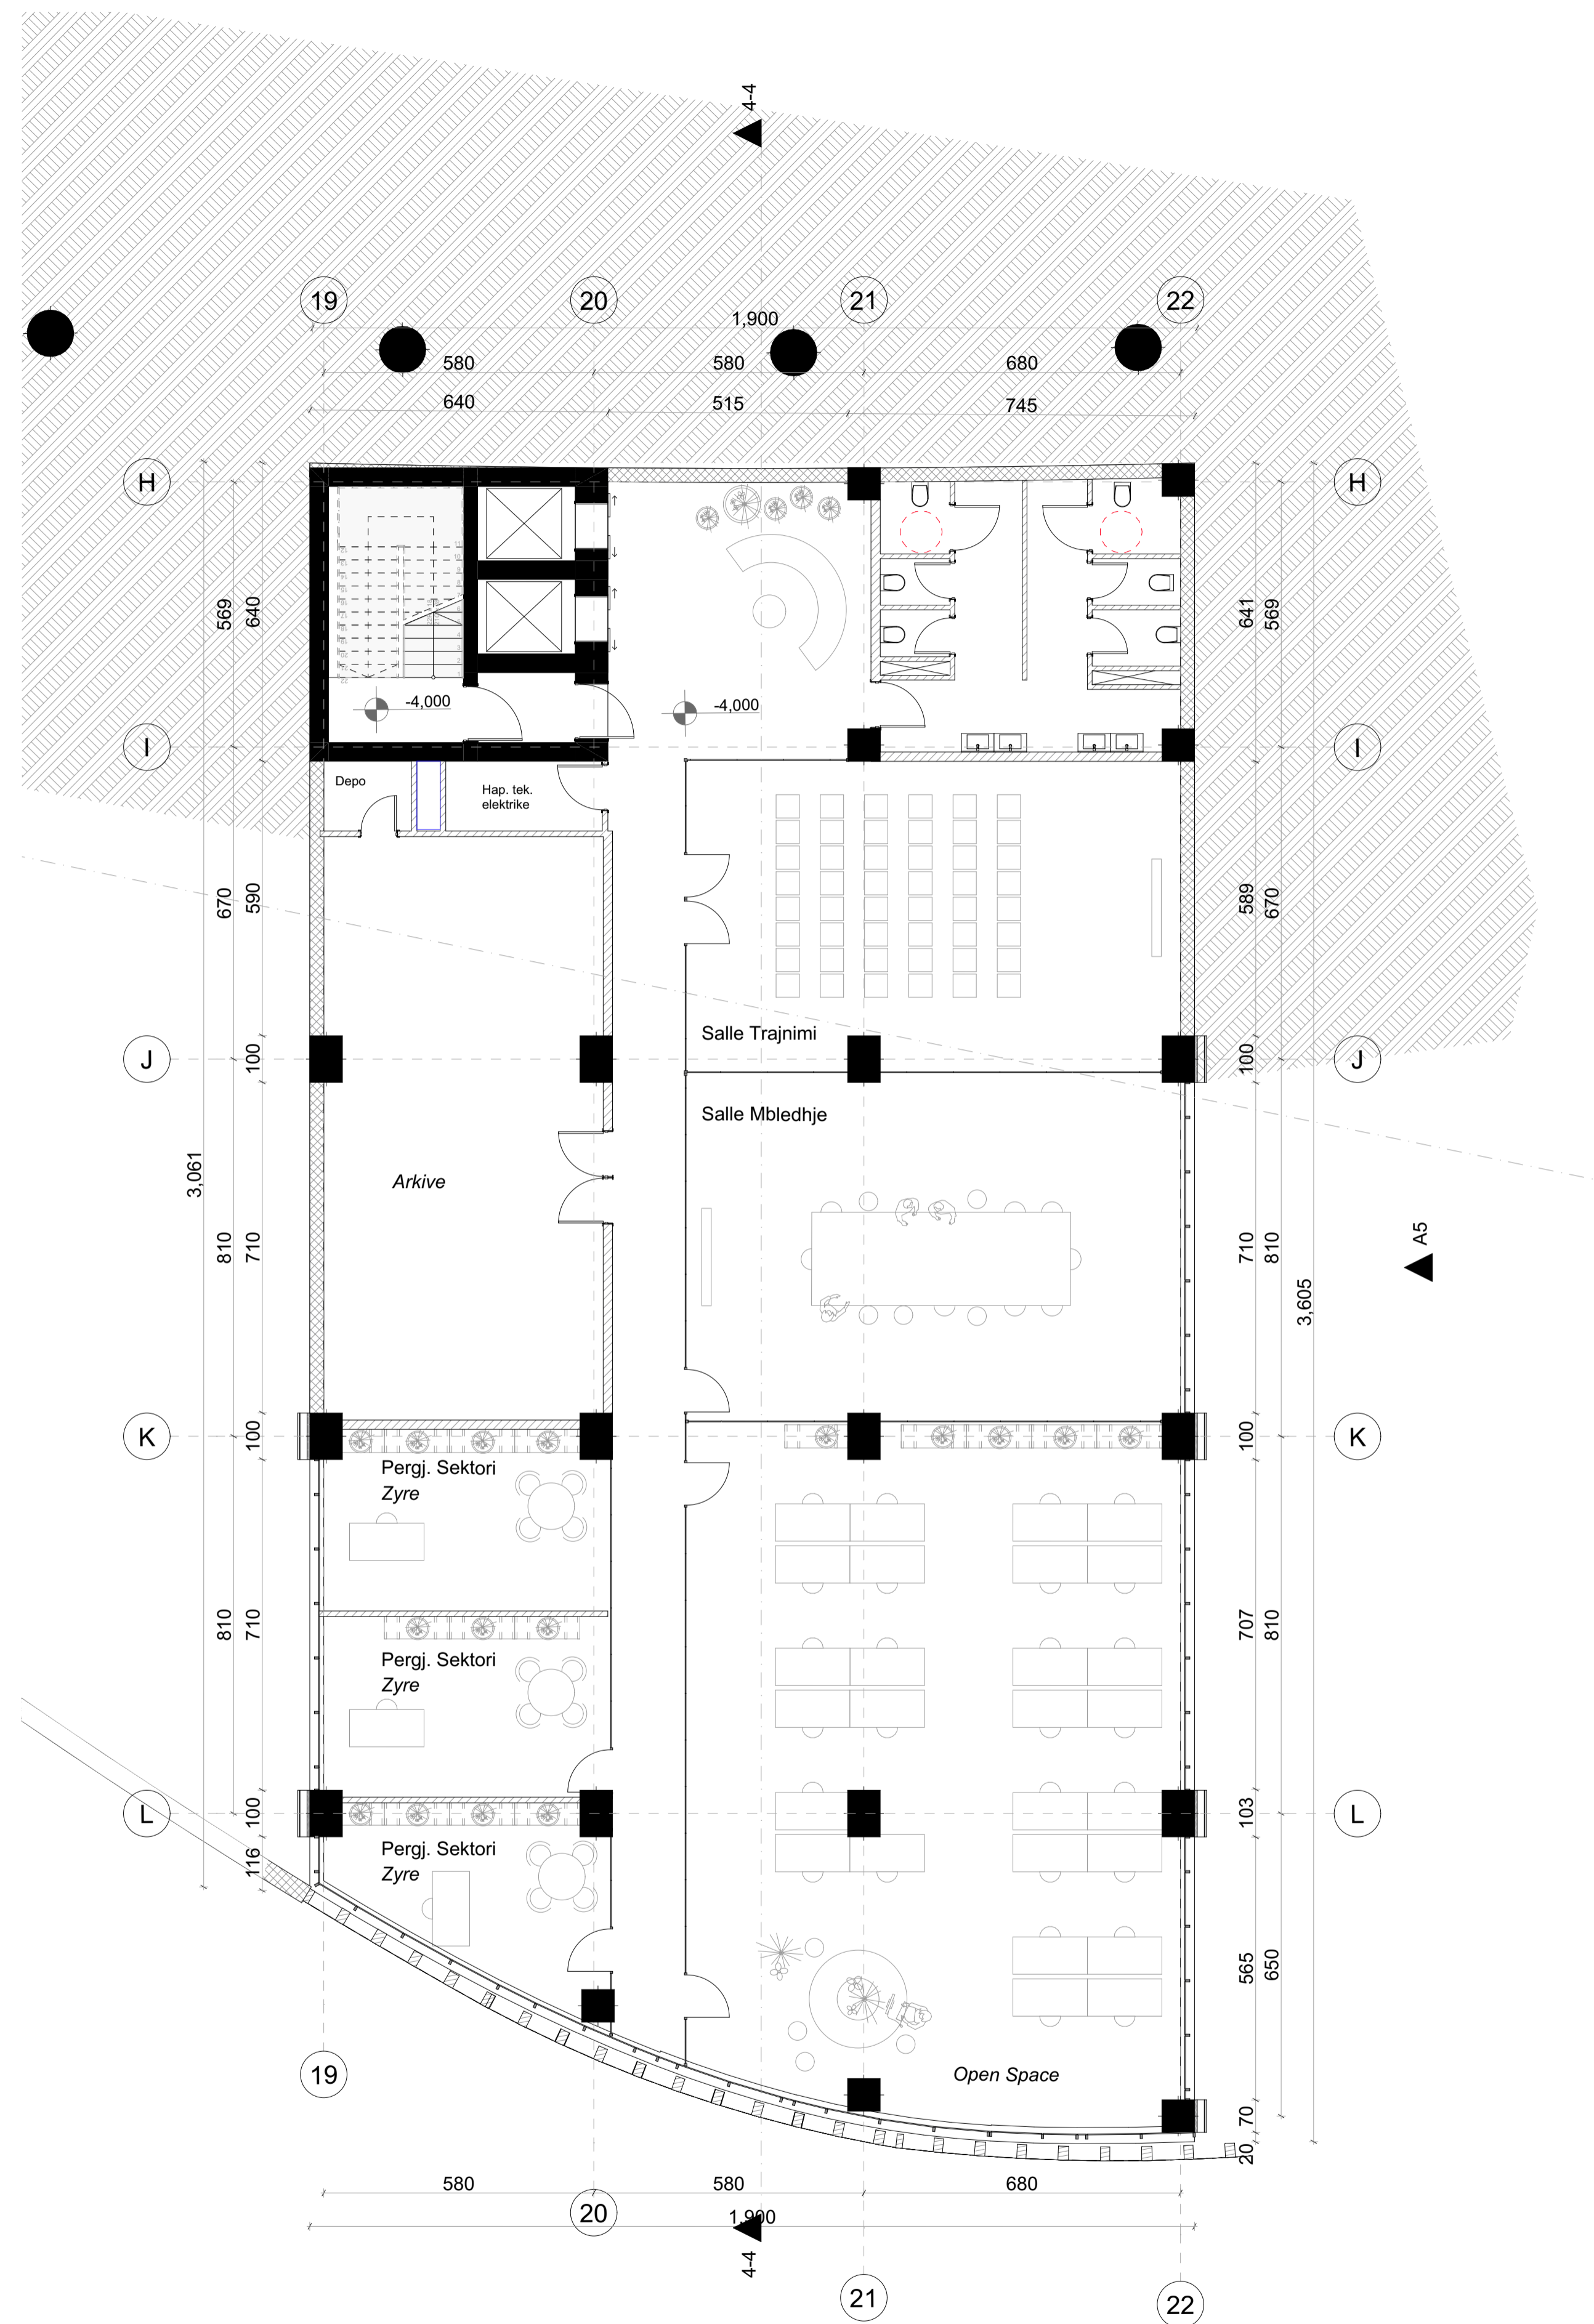 4-4
19
20
21
22
1,900
580
580
680
640
515
745
H
H
569
640
641
569
-4,000
-4,000
I
I
Depo
Hap. tek.
elektrike
670
590
589
670
Salle Trajnimi
J
100
100
J
Salle Mbledhje
3,061
Arkive
A5
810
710
710
810
3,605
K
100
100
K
Pergj. Sektori
Zyre
810
710
707
810
Pergj. Sektori
Zyre
L
100
103
L
116
Pergj. Sektori
Zyre
565
650
19
Open Space
70
20
580
580
680
20
1,900
4-4
21
22